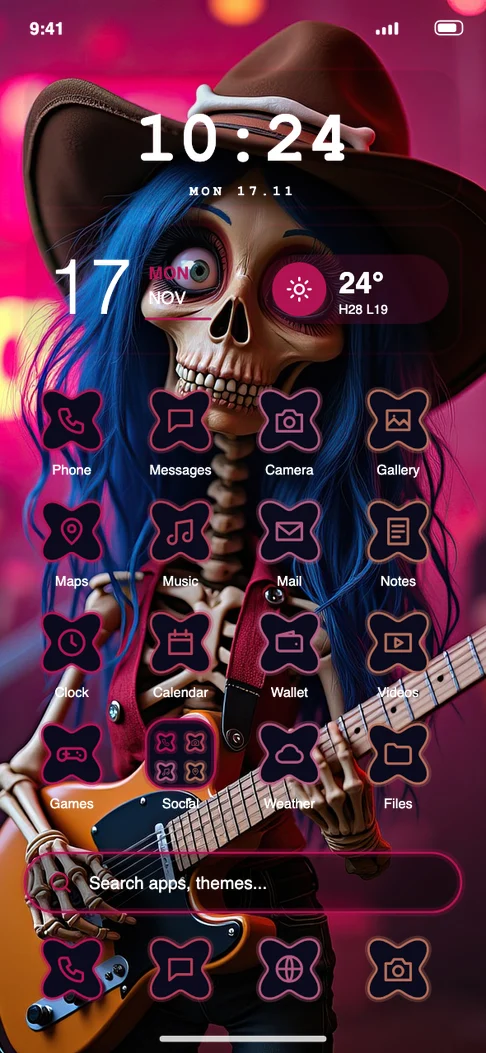 9:41
10:24
MON 17.11
17
MON
NOV
24°
H28 L19
Phone Messages Camera Gallery
Maps Music Mail Notes
Clock Calendar Wallet Videos
Games Social Weather Files
Search apps, themes...